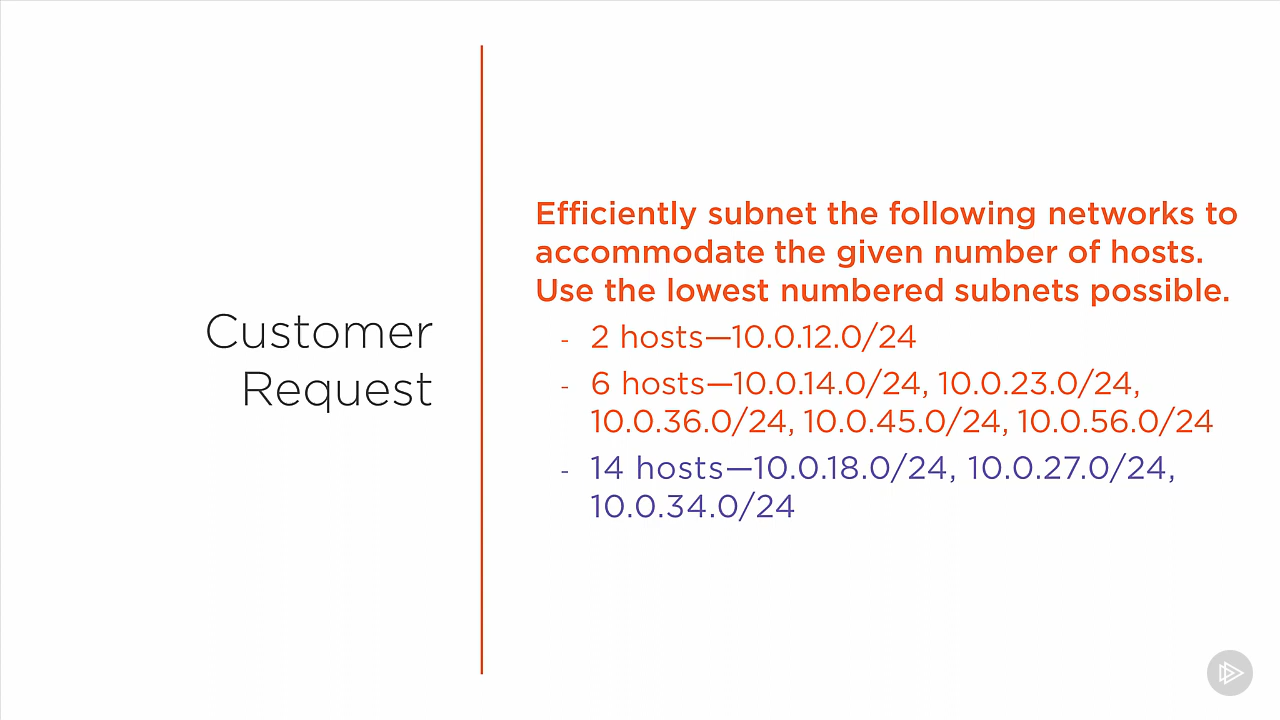 Customer
Request
Efficiently subnet the following networks to
accommodate the given number of hosts.
Use the lowest numbered subnets possible.
- 2 hosts—10.0.12.0/24
- 6 hosts—10.0.14.0/24, 10.0.23.0/24,
10.0.36.0/24, 10.0.45.0/24, 10.0.56.0/24
- 14 hosts—10.0.18.0/24, 10.0.27.0/24,
10.0.34.0/24